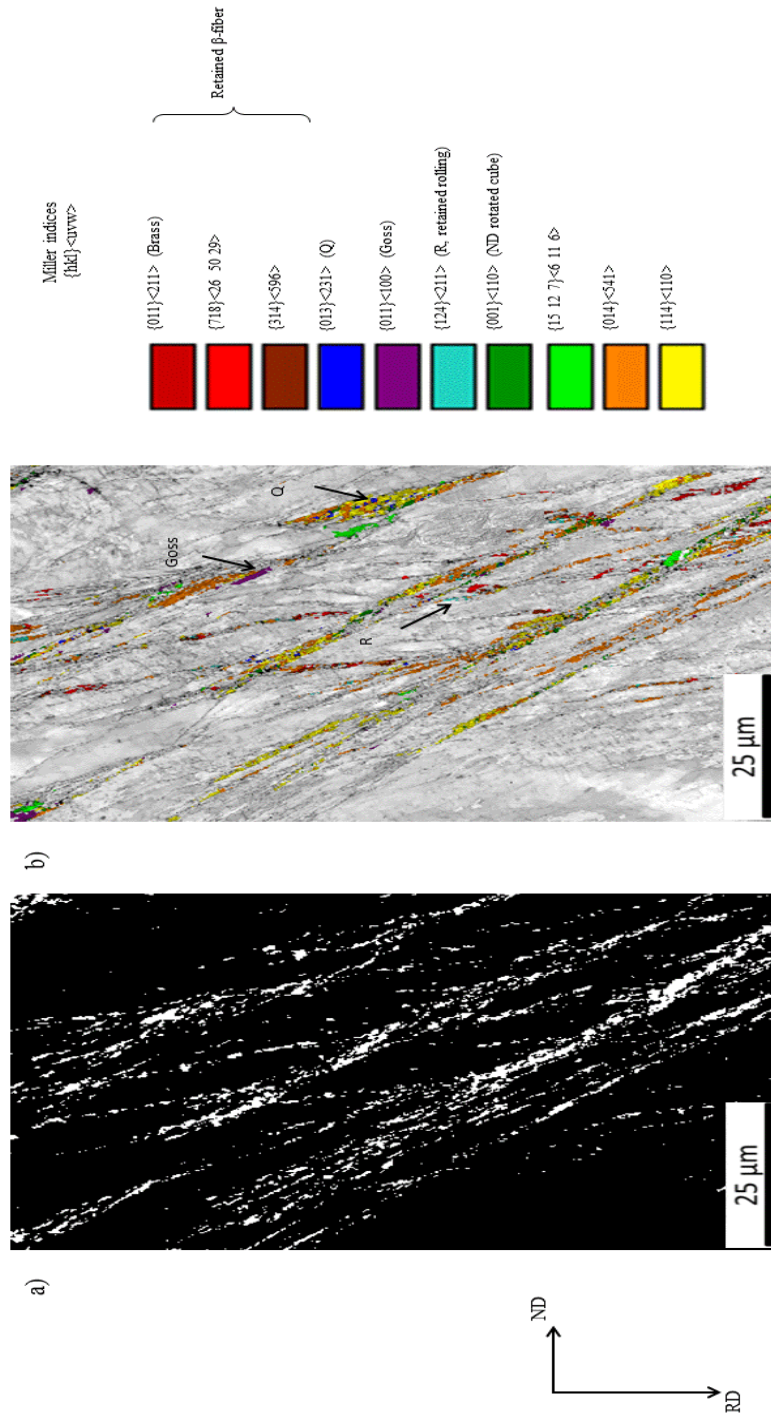 a)
25 μm
ND
RD
b)
Goss
Q
R
25 μm
Miller indices
{hkl}<uvw>
{011}<211> (Brass)
{718}<26 50 29>
{314}<596>
{013}<231> (Q)
{011}<100> (Goss)
{124}<211> (R, retained rolling)
{001}<110> (ND rotated cube)
{15 12 7}<6 11 6>
{014}<541>
{114}<110>
Retained β-fiber